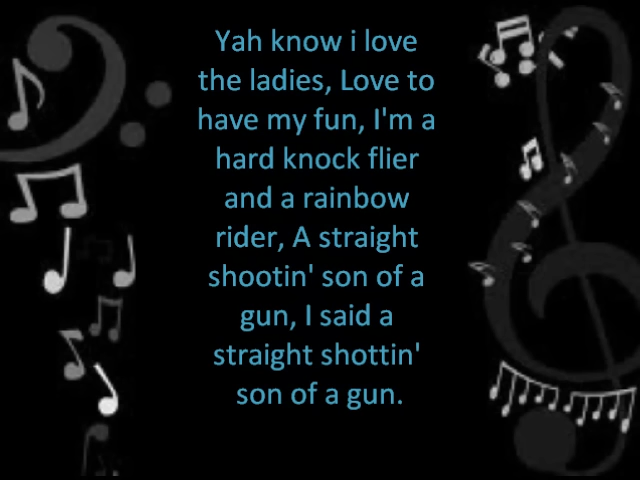 Yah know i love
the ladies, Love to
have my fun, I'm a
hard knock flier
and a rainbow
rider, A straight
shootin' son of a
gun, I said a
straight shottin'
son of a gun.